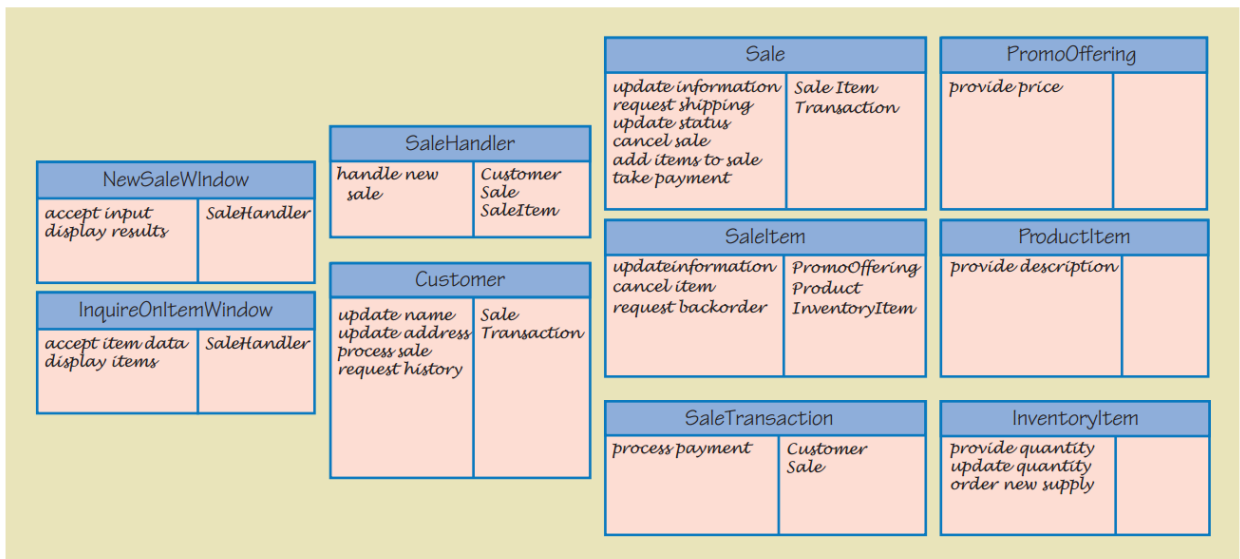 NewSaleWIndow
accept input
display results
SaleHandler
InquireOnItemWindow
accept item data
display items
SaleHandler
SaleHandler
handle new
sale
Customer
Sale
SaleItem
Customer
update name
update address
process sale
request history
Sale
Transaction
Sale
update information
request shipping
update status
cancel sale
add items to sale
take payment
Sale Item
Transaction
SaleItem
updateinformation
cancel item
request backorder
PromoOffering
Product
InventoryItem
SaleTransaction
process payment
Customer
Sale
PromoOffering
provide price
ProductItem
provide description
InventoryItem
provide quantity
update quantity
order new supply